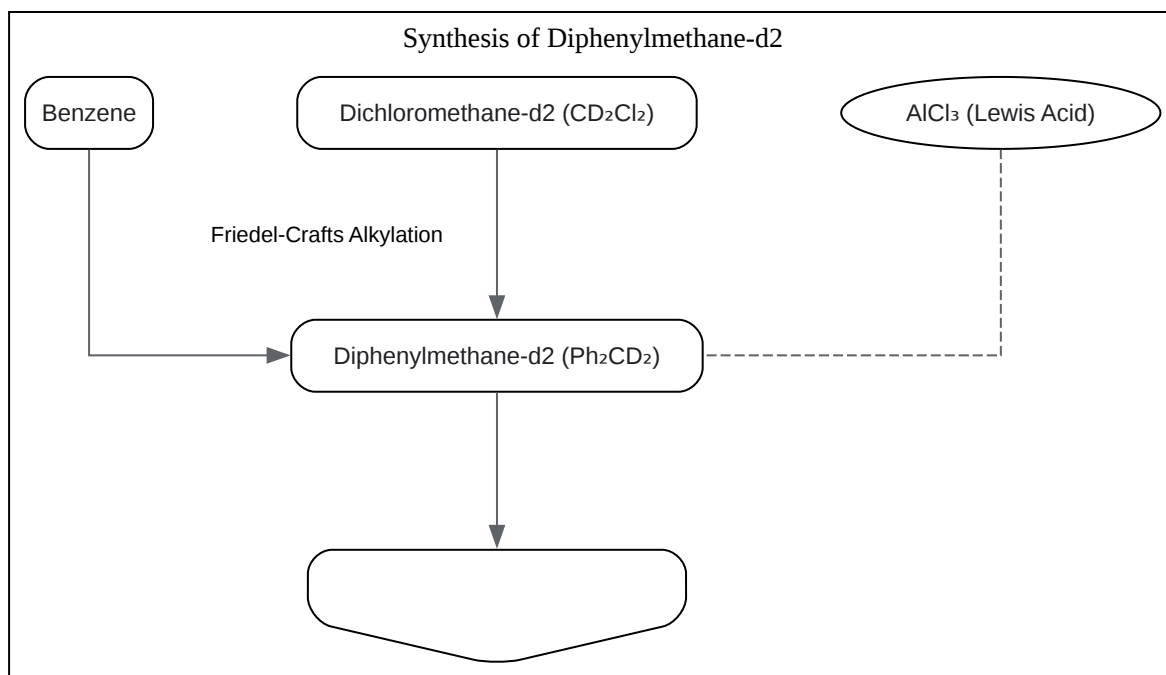 Synthesis of Diphenylmethane-d2
Benzene
Dichloromethane-d2 (CD₂Cl₂)
AlCl₃ (Lewis Acid)
Friedel-Crafts Alkylation
Diphenylmethane-d2 (Ph₂CD₂)